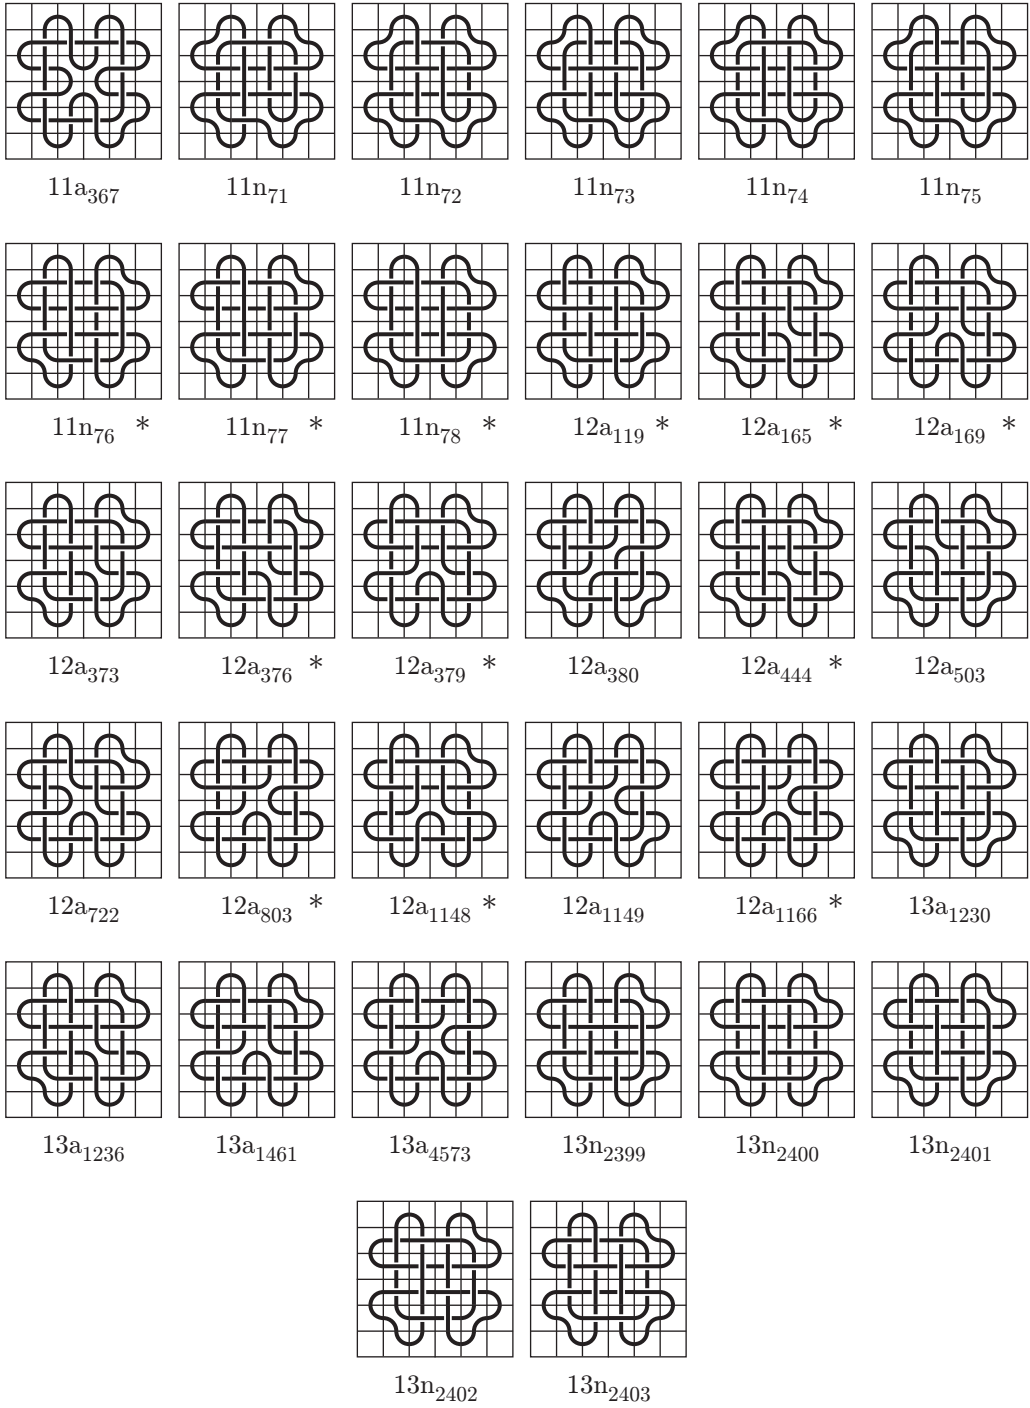 11a₃₆₇ 11n₇₁ 11n₇₂ 11n₇₃ 11n₇₄ 11n₇₅
11n₇₆ * 11n₇₇ * 11n₇₈ * 12a₁₁₉ * 12a₁₆₅ * 12a₁₆₉ *
12a₃₇₃ 12a₃₇₆ * 12a₃₇₉ * 12a₃₈₀ 12a₄₄₄ * 12a₅₀₃
12a₇₂₂ 12a₈₀₃ * 12a₁₁₄₈ * 12a₁₁₄₉ 12a₁₁₆₆ * 13a₁₂₃₀
13a₁₂₃₆ 13a₁₄₆₁ 13a₄₅₇₃ 13n₂₃₉₉ 13n₂₄₀₀ 13n₂₄₀₁
13n₂₄₀₂ 13n₂₄₀₃